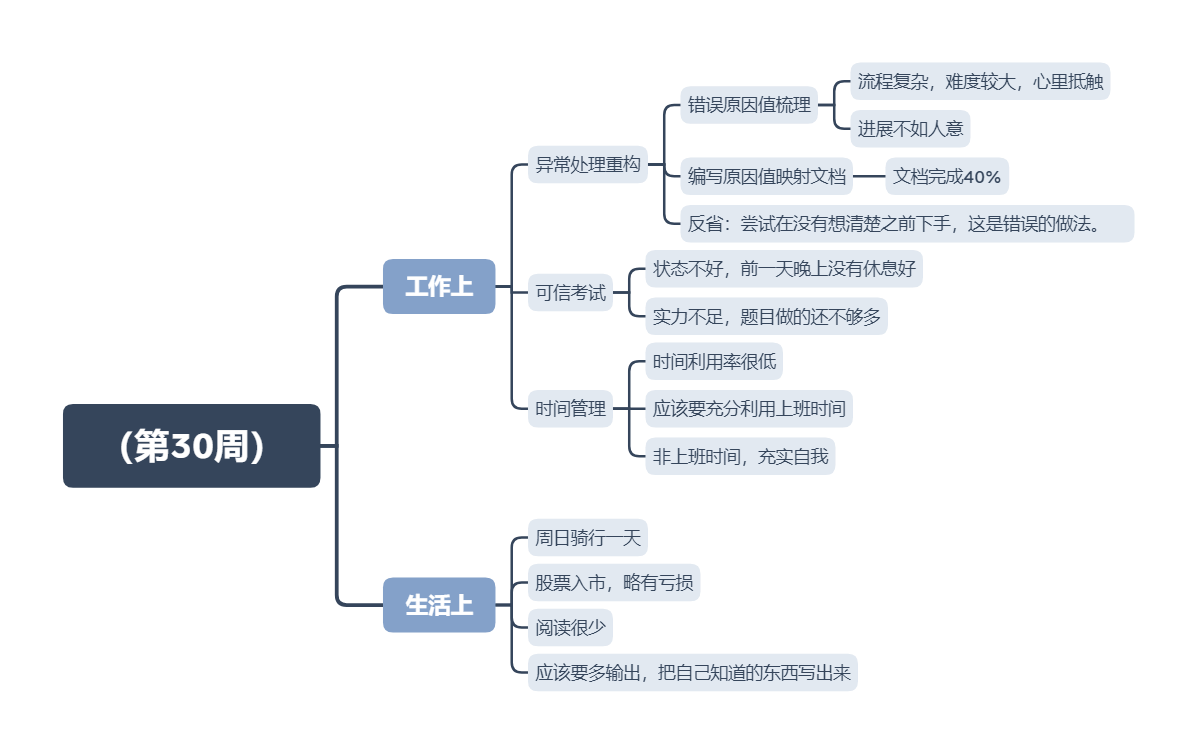 (第30周)
工作上
异常处理重构
错误原因值梳理
流程复杂，难度较大，心里抵触
进展不如人意
编写原因值映射文档
文档完成40%
反省：尝试在没有想清楚之前下手，这是错误的做法。
可信考试
状态不好，前一天晚上没有休息好
实力不足，题目做的还不够多
时间管理
时间利用率很低
应该要充分利用上班时间
非上班时间，充实自我
生活上
周日骑行一天
股票入市，略有亏损
阅读很少
应该要多输出，把自己知道的东西写出来